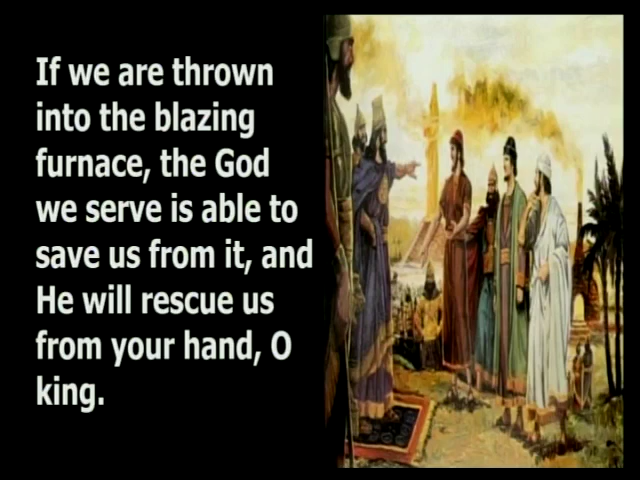 If we are thrown
into the blazing
furnace, the God
we serve is able to
save us from it, and
He will rescue us
from your hand, O
king.